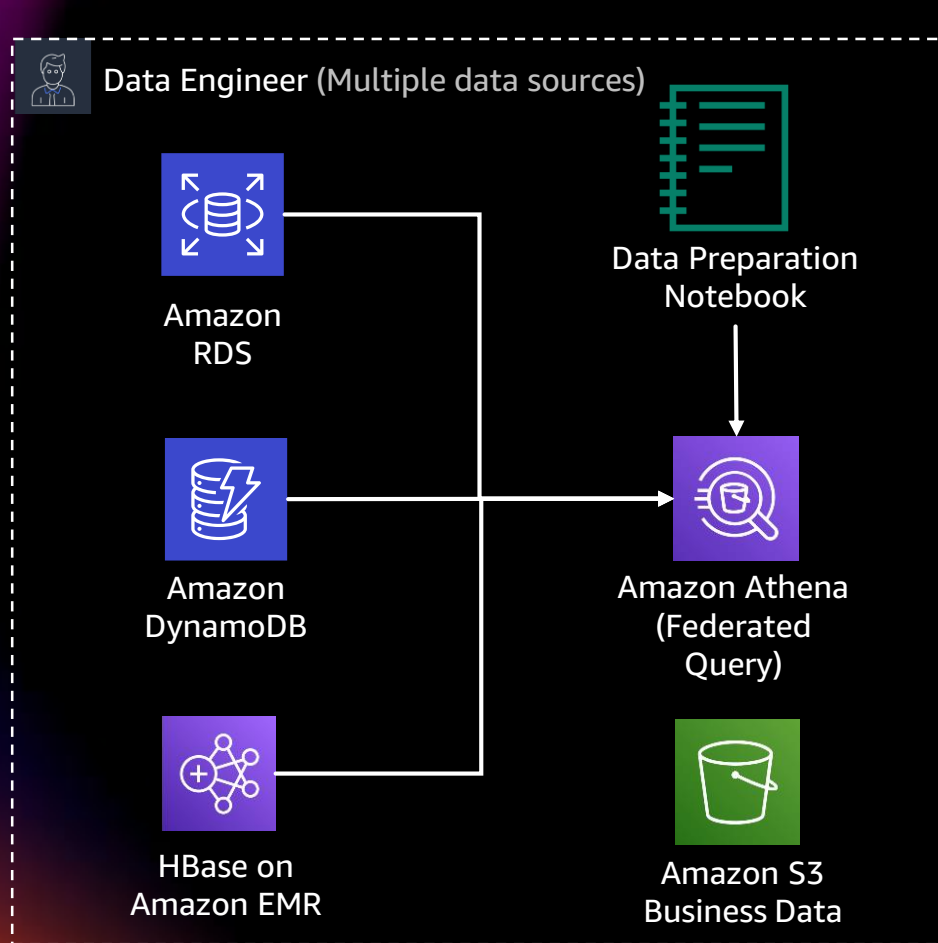 Data Engineer (Multiple data sources)
Amazon
RDS
Data Preparation
Notebook
Amazon
DynamoDB
Amazon Athena
(Federated
Query)
HBase on
Amazon EMR
Amazon S3
Business Data